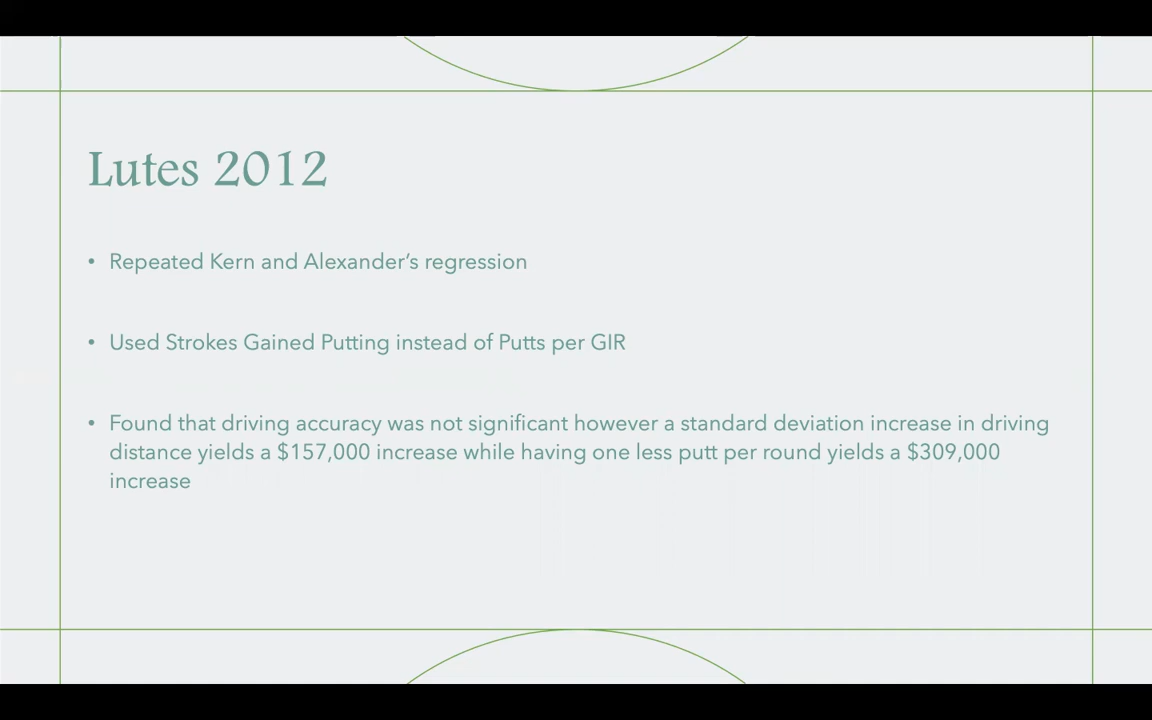 Lutes 2012
• Repeated Kern and Alexander’s regression
• Used Strokes Gained Putting instead of Putts per GIR
• Found that driving accuracy was not significant however a standard deviation increase in driving
distance yields a $157,000 increase while having one less putt per round yields a $309,000
increase